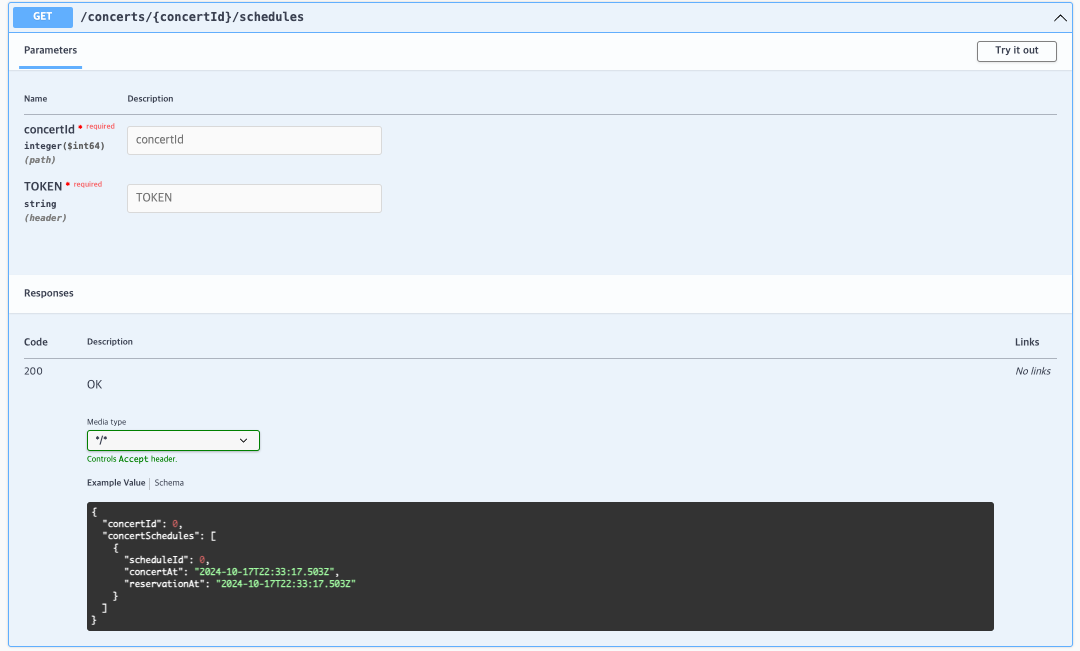 GET /concerts/{concertId}/schedules
Parameters
Try it out
Name Description
concertId * required
integer($int64)
(path)
concertId
TOKEN * required
string
(header)
TOKEN
Responses
Code Description Links
200 OK No links
Media type
*/*
Controls Accept header.
Example Value | Schema
{
  "concertId": 0,
  "concertSchedules": [
    {
      "scheduleId": 0,
      "concertAt": "2024-10-17T22:33:17.503Z",
      "reservationAt": "2024-10-17T22:33:17.503Z"
    }
  ]
}